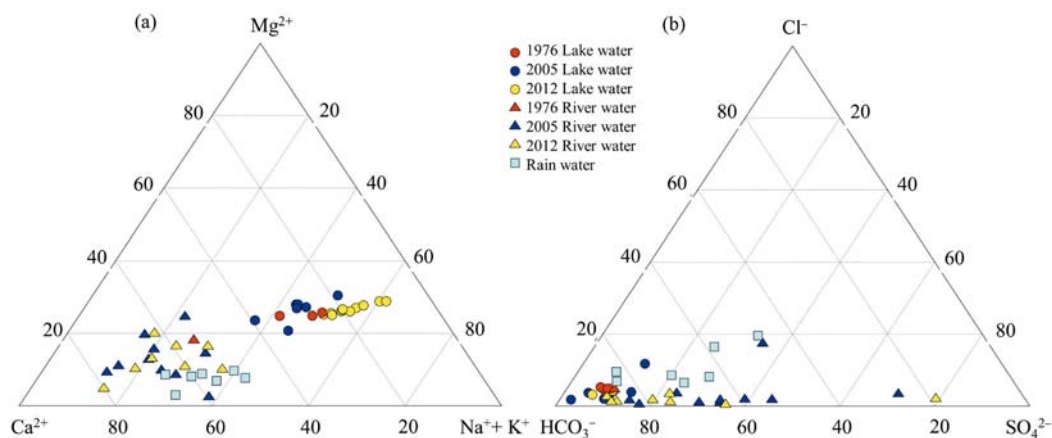 (a)
Mg²⁺
80
20
60
40
40
60
20
80
Ca²⁺
80
60
40
20
Na⁺+ K⁺
1976 Lake water
2005 Lake water
2012 Lake water
1976 River water
2005 River water
2012 River water
Rain water
(b)
Cl⁻
80
20
60
40
40
60
20
80
HCO₃⁻
80
60
40
20
SO₄²⁻